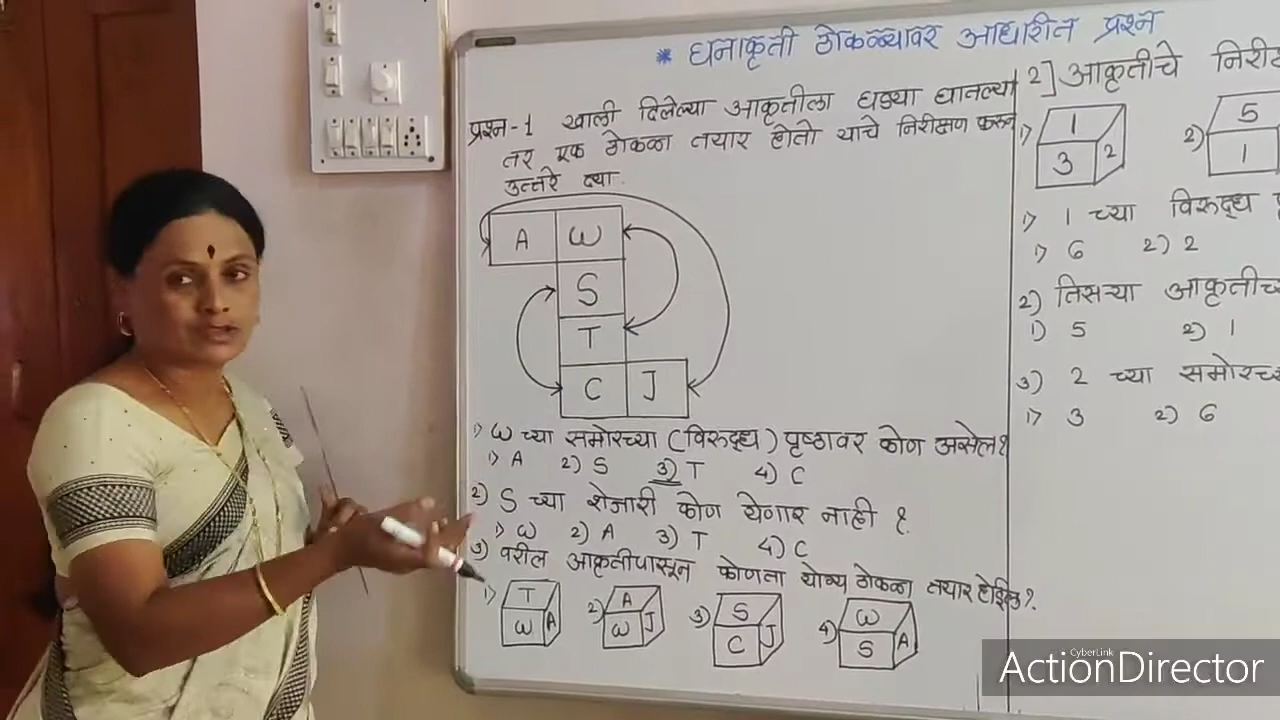 * घनाकृती ठोकळ्यावर आधारीत प्रश्न
प्रश्न-1 खाली दिलेल्या आकृतीला घड्या घातल्या
तर एक ठोकळा तयार होतो याचे निरीक्षण करून
उत्तरे द्या.
A W
S
T
C J
1) W च्या समोरच्या (विरुद्ध) पृष्ठावर कोण असेल?
1) A 2) S 3) T 4) C
2) S च्या शेजारी कोण येणार नाही ?
1) W 2) A 3) T 4) C
3) वरील आकृतीपासून कोणता योग्य ठोकळा तयार होईल?
1) T W A 2) A W J 3) S C J 4) W S A
2] आकृतीचे
1) 1 3 2 2) 5 1
1) 1 च्या विरुद्ध
1) 6 2) 2
2) तिसऱ्या
1) 5 2) 1
3) 2 च्या
1) 3 2) 6
CyberLink
ActionDirector